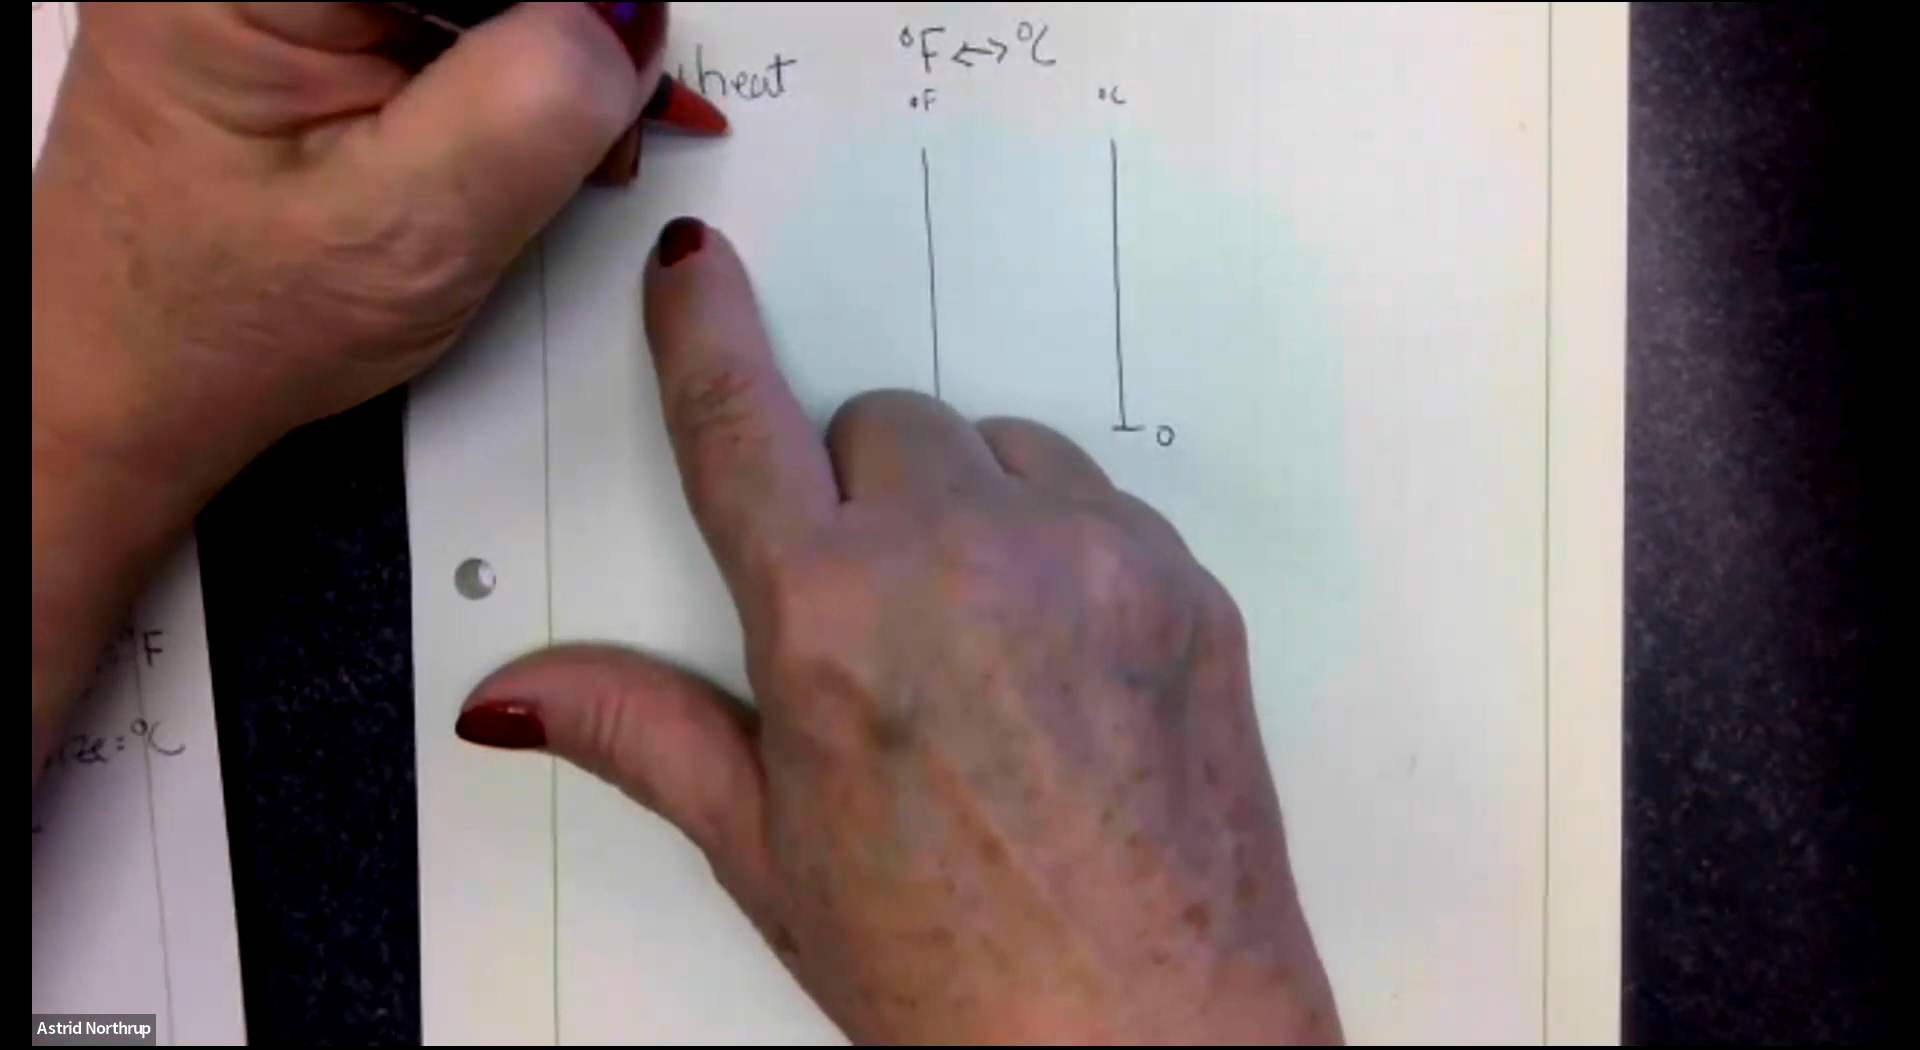 °F ↔ °C
heat
°F °C
0
F
:°C
Astrid Northrup